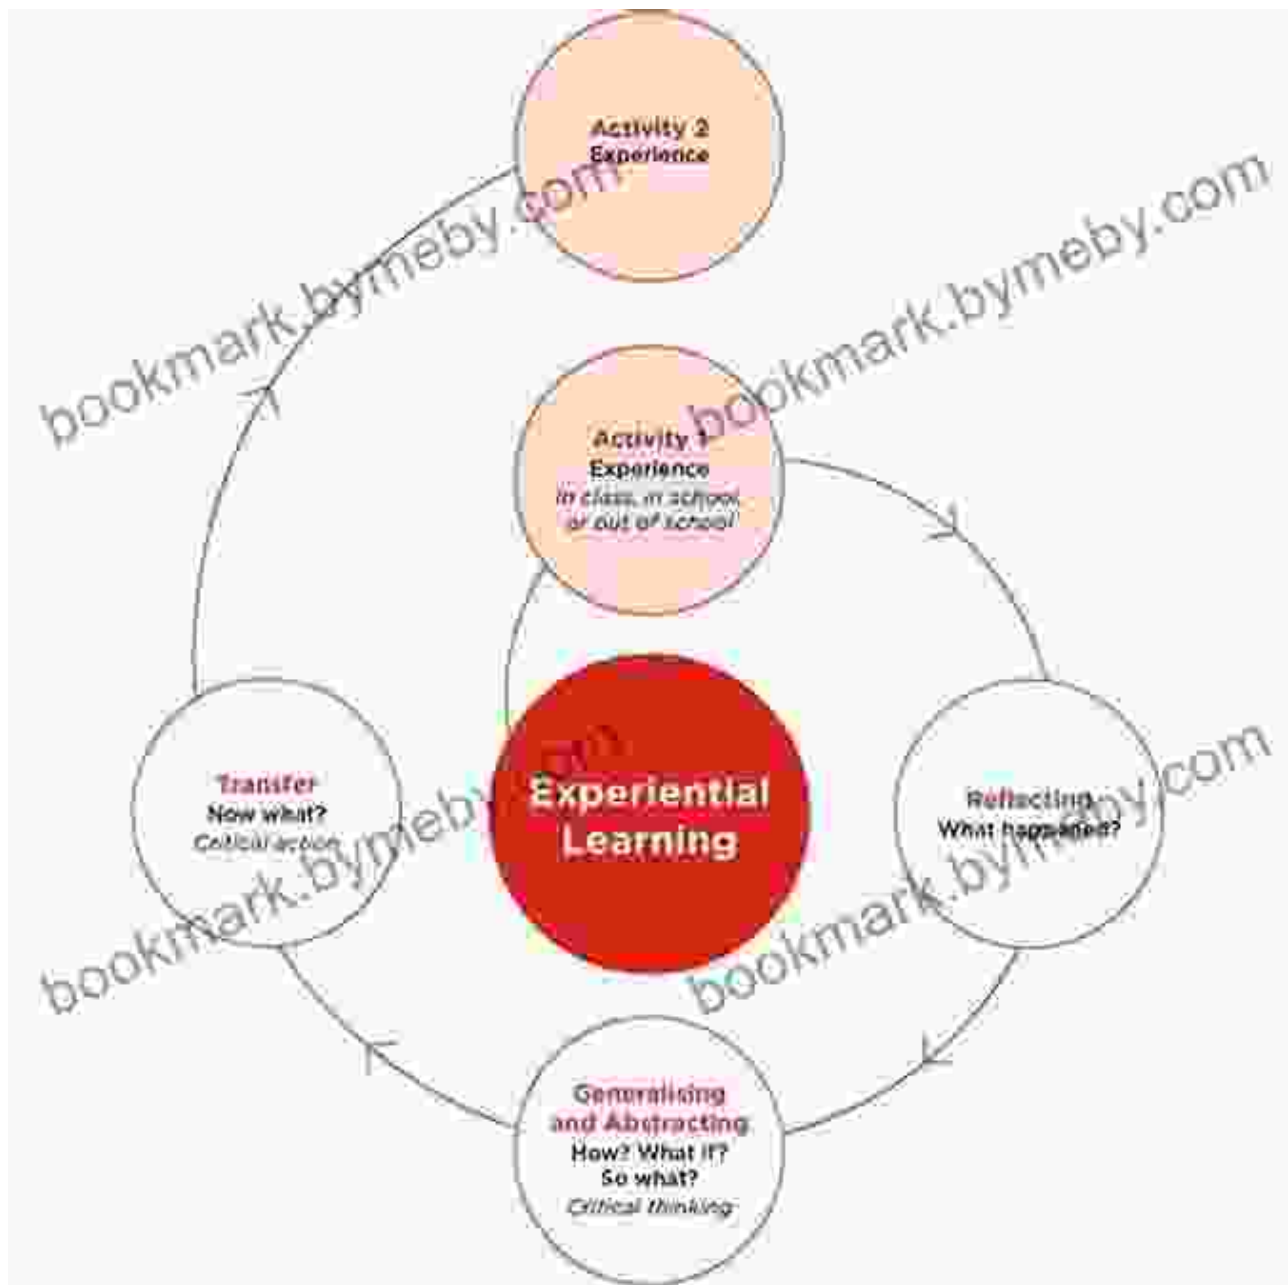 Activity 2
Experience
Activity 1
Experience
in class, in school,
or out of school
Experiential
Learning
Transfer
Now what?
Critical action
Reflecting
What happened?
Generalising
and Abstracting
How? What if?
So what?
Critical thinking
bookmark.bymeby.com
bookmark.bymeby.com
bookmark.bymeby.com
bookmark.bymeby.com